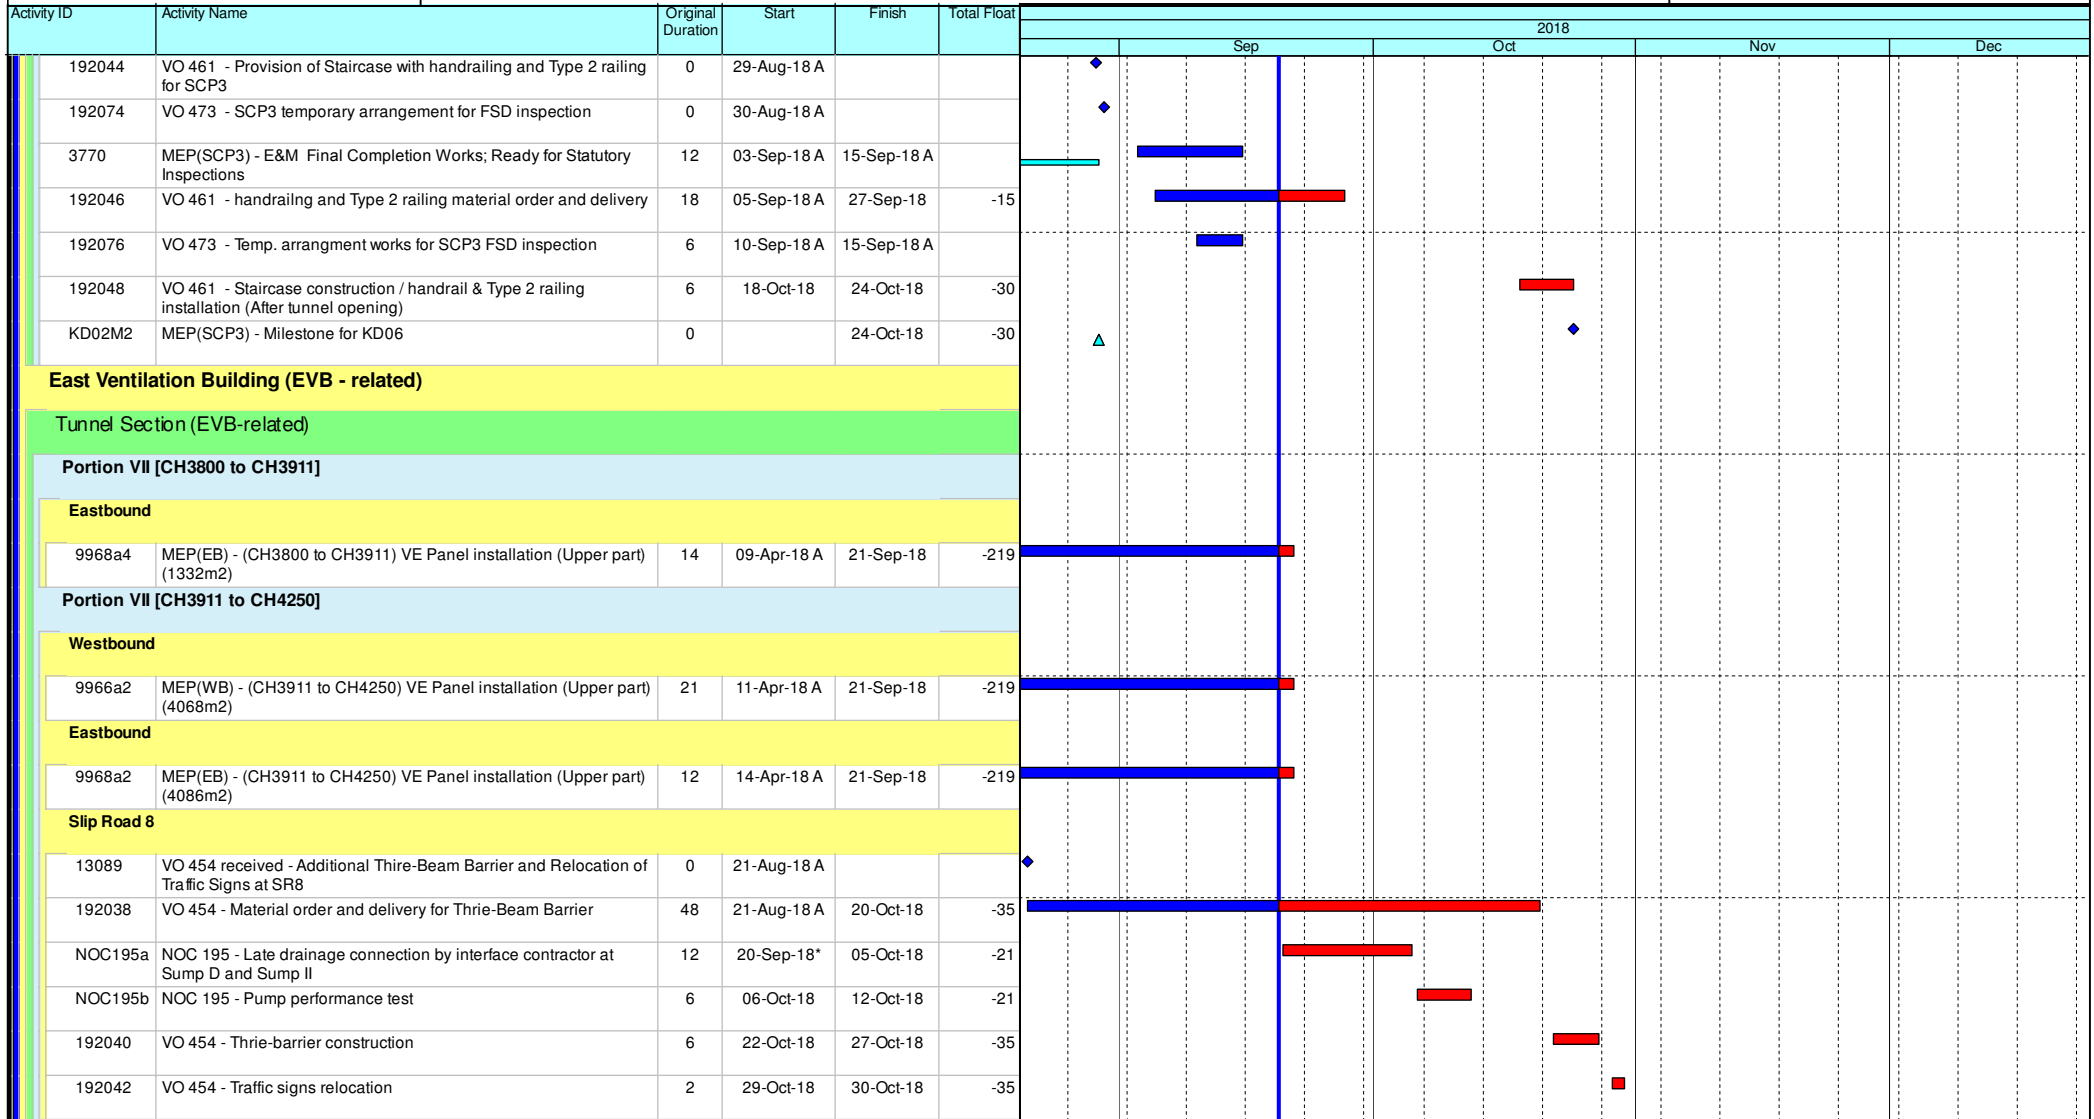 Activity ID Activity Name Original Duration Start Finish Total Float
2018
Sep Oct Nov Dec
192044 VO 461 - Provision of Staircase with handrailing and Type 2 railing 0 29-Aug-18 A
for SCP3
192074 VO 473 - SCP3 temporary arrangement for FSD inspection 0 30-Aug-18 A
3770 MEP(SCP3) - E&M Final Completion Works; Ready for Statutory 12 03-Sep-18 A 15-Sep-18 A
Inspections
192046 VO 461 - handrailng and Type 2 railing material order and delivery 18 05-Sep-18 A 27-Sep-18 -15
192076 VO 473 - Temp. arrangment works for SCP3 FSD inspection 6 10-Sep-18 A 15-Sep-18 A
192048 VO 461 - Staircase construction / handrail & Type 2 railing 6 18-Oct-18 24-Oct-18 -30
installation (After tunnel opening)
KD02M2 MEP(SCP3) - Milestone for KD06 0 24-Oct-18 -30
East Ventilation Building (EVB - related)
Tunnel Section (EVB-related)
Portion VII [CH3800 to CH3911]
Eastbound
9968a4 MEP(EB) - (CH3800 to CH3911) VE Panel installation (Upper part) 14 09-Apr-18 A 21-Sep-18 -219
(1332m2)
Portion VII [CH3911 to CH4250]
Westbound
9966a2 MEP(WB) - (CH3911 to CH4250) VE Panel installation (Upper part) 21 11-Apr-18 A 21-Sep-18 -219
(4068m2)
Eastbound
9968a2 MEP(EB) - (CH3911 to CH4250) VE Panel installation (Upper part) 12 14-Apr-18 A 21-Sep-18 -219
(4086m2)
Slip Road 8
13089 VO 454 received - Additional Thire-Beam Barrier and Relocation of 0 21-Aug-18 A
Traffic Signs at SR8
192038 VO 454 - Material order and delivery for Thrie-Beam Barrier 48 21-Aug-18 A 20-Oct-18 -35
NOC195a NOC 195 - Late drainage connection by interface contractor at 12 20-Sep-18* 05-Oct-18 -21
Sump D and Sump II
NOC195b NOC 195 - Pump performance test 6 06-Oct-18 12-Oct-18 -21
192040 VO 454 - Thrie-barrier construction 6 22-Oct-18 27-Oct-18 -35
192042 VO 454 - Traffic signs relocation 2 29-Oct-18 30-Oct-18 -35